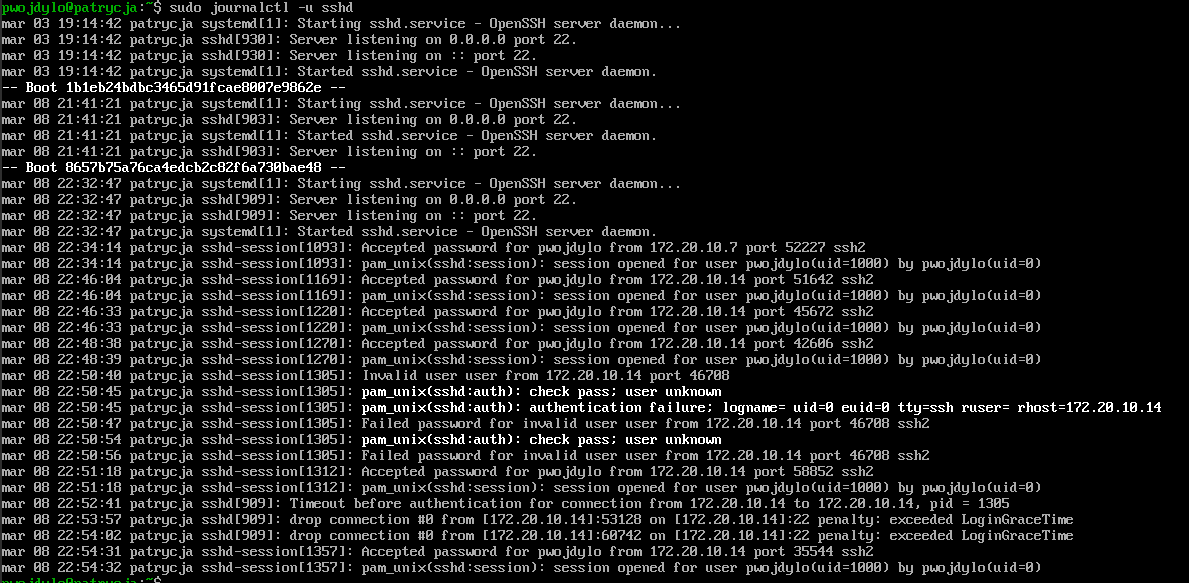 pwojdylo@patrycja:~$ sudo journalctl -u sshd
mar 03 19:14:42 patrycja systemd[1]: Starting sshd.service - OpenSSH server daemon...
mar 03 19:14:42 patrycja sshd[930]: Server listening on 0.0.0.0 port 22.
mar 03 19:14:42 patrycja sshd[930]: Server listening on :: port 22.
mar 03 19:14:42 patrycja systemd[1]: Started sshd.service - OpenSSH server daemon.
-- Boot 1b1eb24bdbc3465d91fcae8007e9862e --
mar 08 21:41:21 patrycja systemd[1]: Starting sshd.service - OpenSSH server daemon...
mar 08 21:41:21 patrycja sshd[903]: Server listening on 0.0.0.0 port 22.
mar 08 21:41:21 patrycja systemd[1]: Started sshd.service - OpenSSH server daemon.
mar 08 21:41:21 patrycja sshd[903]: Server listening on :: port 22.
-- Boot 8657b75a76ca4edcb2c82f6a730bae48 --
mar 08 22:32:47 patrycja systemd[1]: Starting sshd.service - OpenSSH server daemon...
mar 08 22:32:47 patrycja sshd[909]: Server listening on 0.0.0.0 port 22.
mar 08 22:32:47 patrycja sshd[909]: Server listening on :: port 22.
mar 08 22:32:47 patrycja systemd[1]: Started sshd.service - OpenSSH server daemon.
mar 08 22:34:14 patrycja sshd-session[1093]: Accepted password for pwojdylo from 172.20.10.7 port 52227 ssh2
mar 08 22:34:14 patrycja sshd-session[1093]: pam_unix(sshd:session): session opened for user pwojdylo(uid=1000) by pwojdylo(uid=0)
mar 08 22:46:04 patrycja sshd-session[1169]: Accepted password for pwojdylo from 172.20.10.14 port 51642 ssh2
mar 08 22:46:04 patrycja sshd-session[1169]: pam_unix(sshd:session): session opened for user pwojdylo(uid=1000) by pwojdylo(uid=0)
mar 08 22:46:33 patrycja sshd-session[1220]: Accepted password for pwojdylo from 172.20.10.14 port 45672 ssh2
mar 08 22:46:33 patrycja sshd-session[1220]: pam_unix(sshd:session): session opened for user pwojdylo(uid=1000) by pwojdylo(uid=0)
mar 08 22:48:38 patrycja sshd-session[1270]: Accepted password for pwojdylo from 172.20.10.14 port 42606 ssh2
mar 08 22:48:39 patrycja sshd-session[1270]: pam_unix(sshd:session): session opened for user pwojdylo(uid=1000) by pwojdylo(uid=0)
mar 08 22:50:40 patrycja sshd-session[1305]: Invalid user user from 172.20.10.14 port 46708
mar 08 22:50:45 patrycja sshd-session[1305]: pam_unix(sshd:auth): check pass; user unknown
mar 08 22:50:45 patrycja sshd-session[1305]: pam_unix(sshd:auth): authentication failure; logname= uid=0 euid=0 tty=ssh ruser= rhost=172.20.10.14
mar 08 22:50:47 patrycja sshd-session[1305]: Failed password for invalid user user from 172.20.10.14 port 46708 ssh2
mar 08 22:50:54 patrycja sshd-session[1305]: pam_unix(sshd:auth): check pass; user unknown
mar 08 22:50:56 patrycja sshd-session[1305]: Failed password for invalid user user from 172.20.10.14 port 46708 ssh2
mar 08 22:51:18 patrycja sshd-session[1312]: Accepted password for pwojdylo from 172.20.10.14 port 58852 ssh2
mar 08 22:51:18 patrycja sshd-session[1312]: pam_unix(sshd:session): session opened for user pwojdylo(uid=1000) by pwojdylo(uid=0)
mar 08 22:52:41 patrycja sshd[909]: Timeout before authentication for connection from 172.20.10.14 to 172.20.10.14, pid = 1305
mar 08 22:53:57 patrycja sshd[909]: drop connection #0 from [172.20.10.14]:53128 on [172.20.10.14]:22 penalty: exceeded LoginGraceTime
mar 08 22:54:02 patrycja sshd[909]: drop connection #0 from [172.20.10.14]:60742 on [172.20.10.14]:22 penalty: exceeded LoginGraceTime
mar 08 22:54:31 patrycja sshd-session[1357]: Accepted password for pwojdylo from 172.20.10.14 port 35544 ssh2
mar 08 22:54:32 patrycja sshd-session[1357]: pam_unix(sshd:session): session opened for user pwojdylo(uid=1000) by pwojdylo(uid=0)
pwojdylo@patrycja:~$